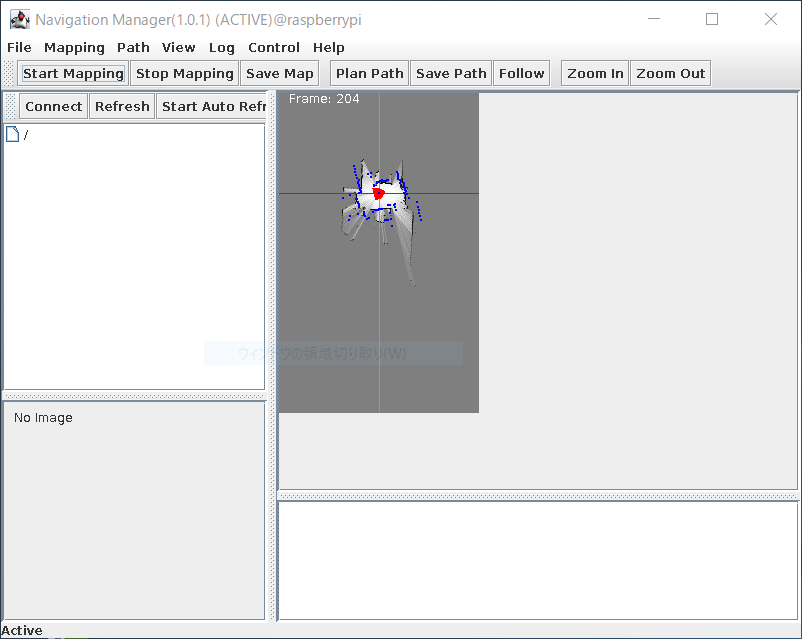 Navigation Manager(1.0.1) (ACTIVE)@raspberrypi
File Mapping Path View Log Control Help
Start Mapping Stop Mapping Save Map Plan Path Save Path Follow Zoom In Zoom Out
Connect Refresh Start Auto Refr
Frame: 204
/
ウィンドウの領域切り取り(W)
No Image
Active